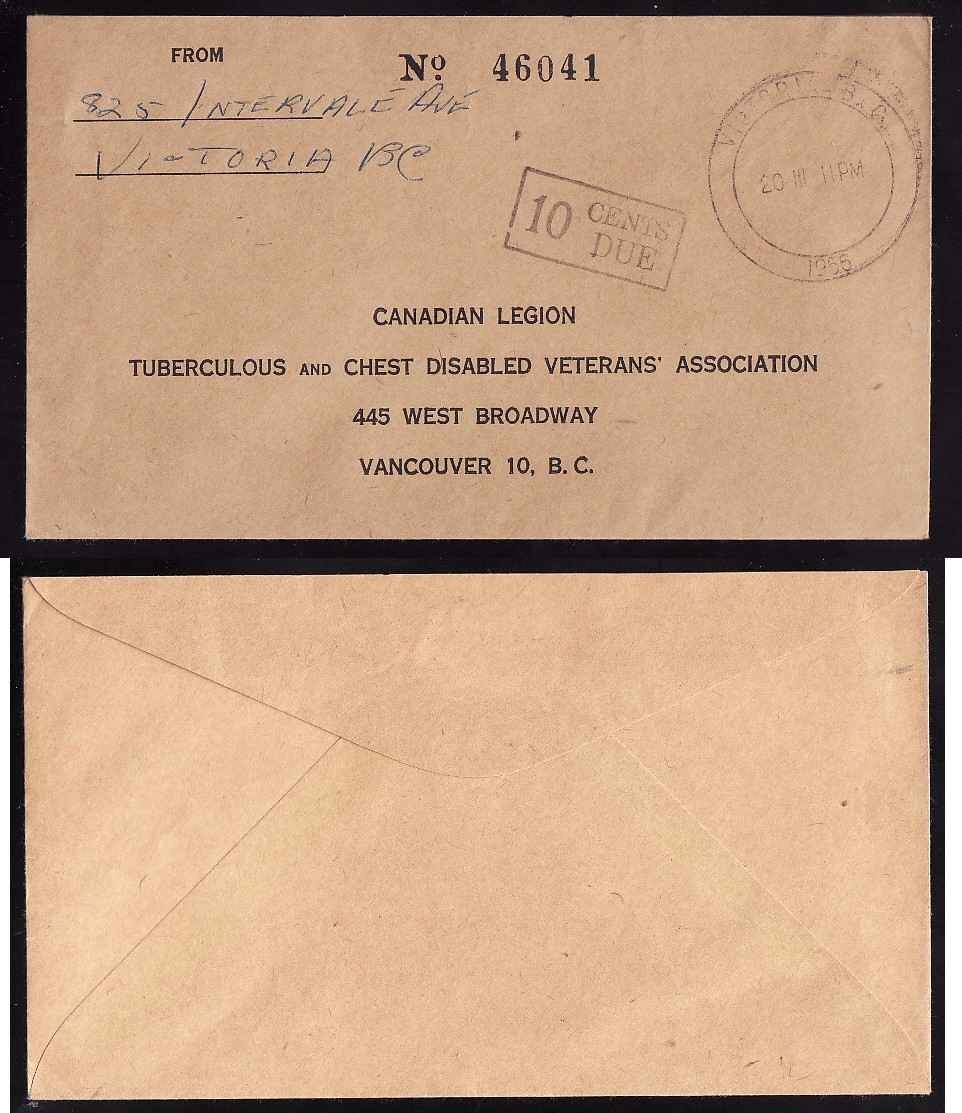 FROM
Nº. 46041
825 INTERVALE AVE
VICTORIA BC
VICTORIA B.C.
20 III 11PM
1955
10 CENTS
DUE
CANADIAN LEGION
TUBERCULOUS AND CHEST DISABLED VETERANS' ASSOCIATION
445 WEST BROADWAY
VANCOUVER 10, B. C.